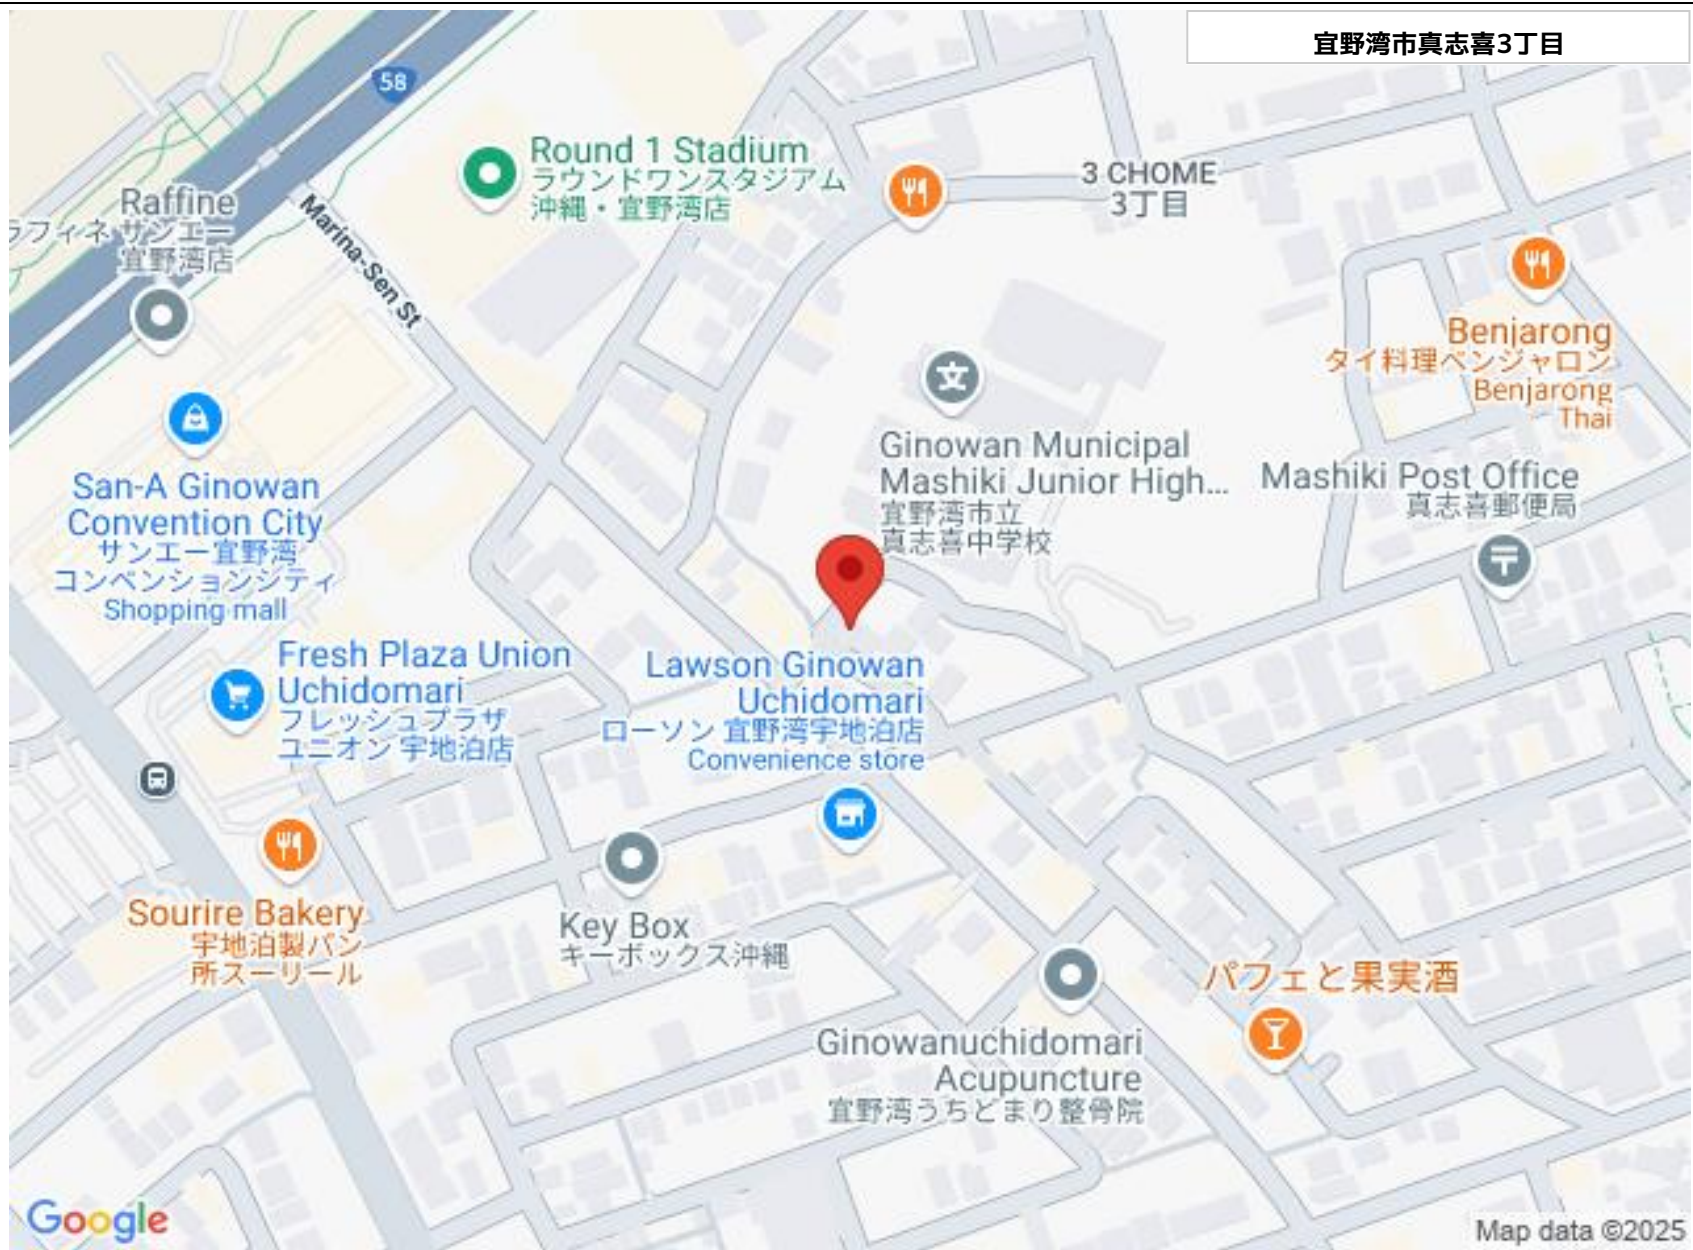 宜野湾市真志喜3丁目
58
Round 1 Stadium
ラウンドワンスタジアム
沖縄・宜野湾店
3 CHOME
3丁目
Raffine
ラフィネ サンエー
宜野湾店
Marina-Sen St
Benjarong
タイ料理ベンジャロン
Benjarong
Thai
Ginowan Municipal
Mashiki Junior High...
宜野湾市立
真志喜中学校
文
Mashiki Post Office
真志喜郵便局
〒
San-A Ginowan
Convention City
サンエー宜野湾
コンベンションシティ
Shopping mall
Fresh Plaza Union
Uchidomari
フレッシュプラザ
ユニオン 宇地泊店
Lawson Ginowan
Uchidomari
ローソン 宜野湾宇地泊店
Convenience store
Sourire Bakery
宇地泊製パン
所スーリール
Key Box
キーボックス沖縄
パフェと果実酒
Ginowanuchidomari
Acupuncture
宜野湾うちどまり整骨院
Google
Map data ©2025